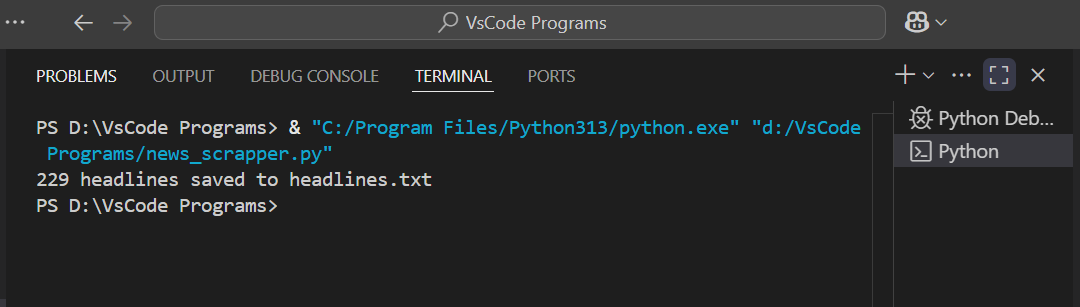 VsCode Programs
PROBLEMS OUTPUT DEBUG CONSOLE TERMINAL PORTS
PS D:\VsCode Programs> & "C:/Program Files/Python313/python.exe" "d:/VsCode
Programs/news_scrapper.py"
229 headlines saved to headlines.txt
PS D:\VsCode Programs>
Python Deb...
Python